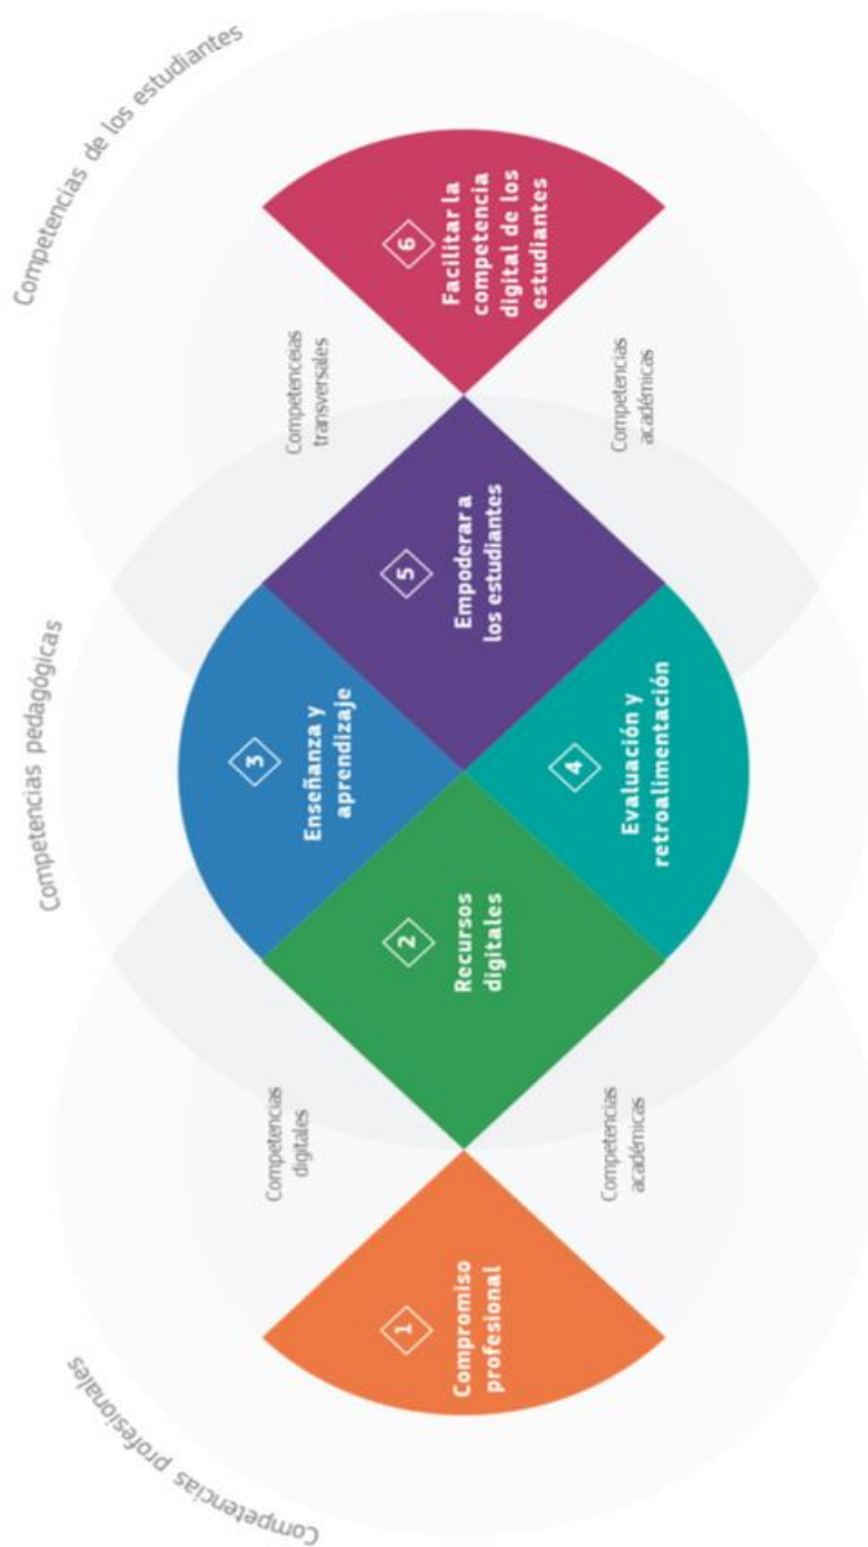 Competencias profesionales
Competencias pedagógicas
Competencias de los estudiantes
Competencias
digitales
Competenceias
transversales
1
Compromiso
profesional
2
Recursos
digitales
3
Enseñanza y
aprendizaje
4
Evaluación y
retroalimentación
5
Empoderar a
los estudiantes
6
Facilitar la
competencia
digital de los
estudiantes
Competencias
académicas
Competencias
académicas